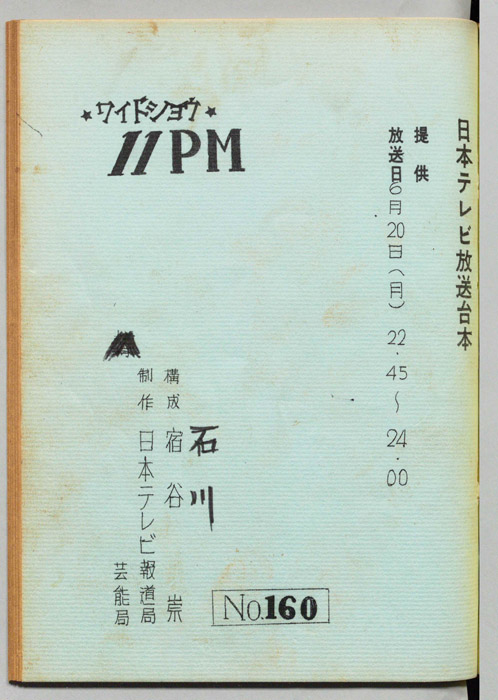 日本テレビ放送台本
提供
放送日 6月20日(月) 22.45～24.00
★ワイドショウ★
11PM
石川
構成 宿谷 崇
制作 日本テレビ報道局
芸能局
No.160